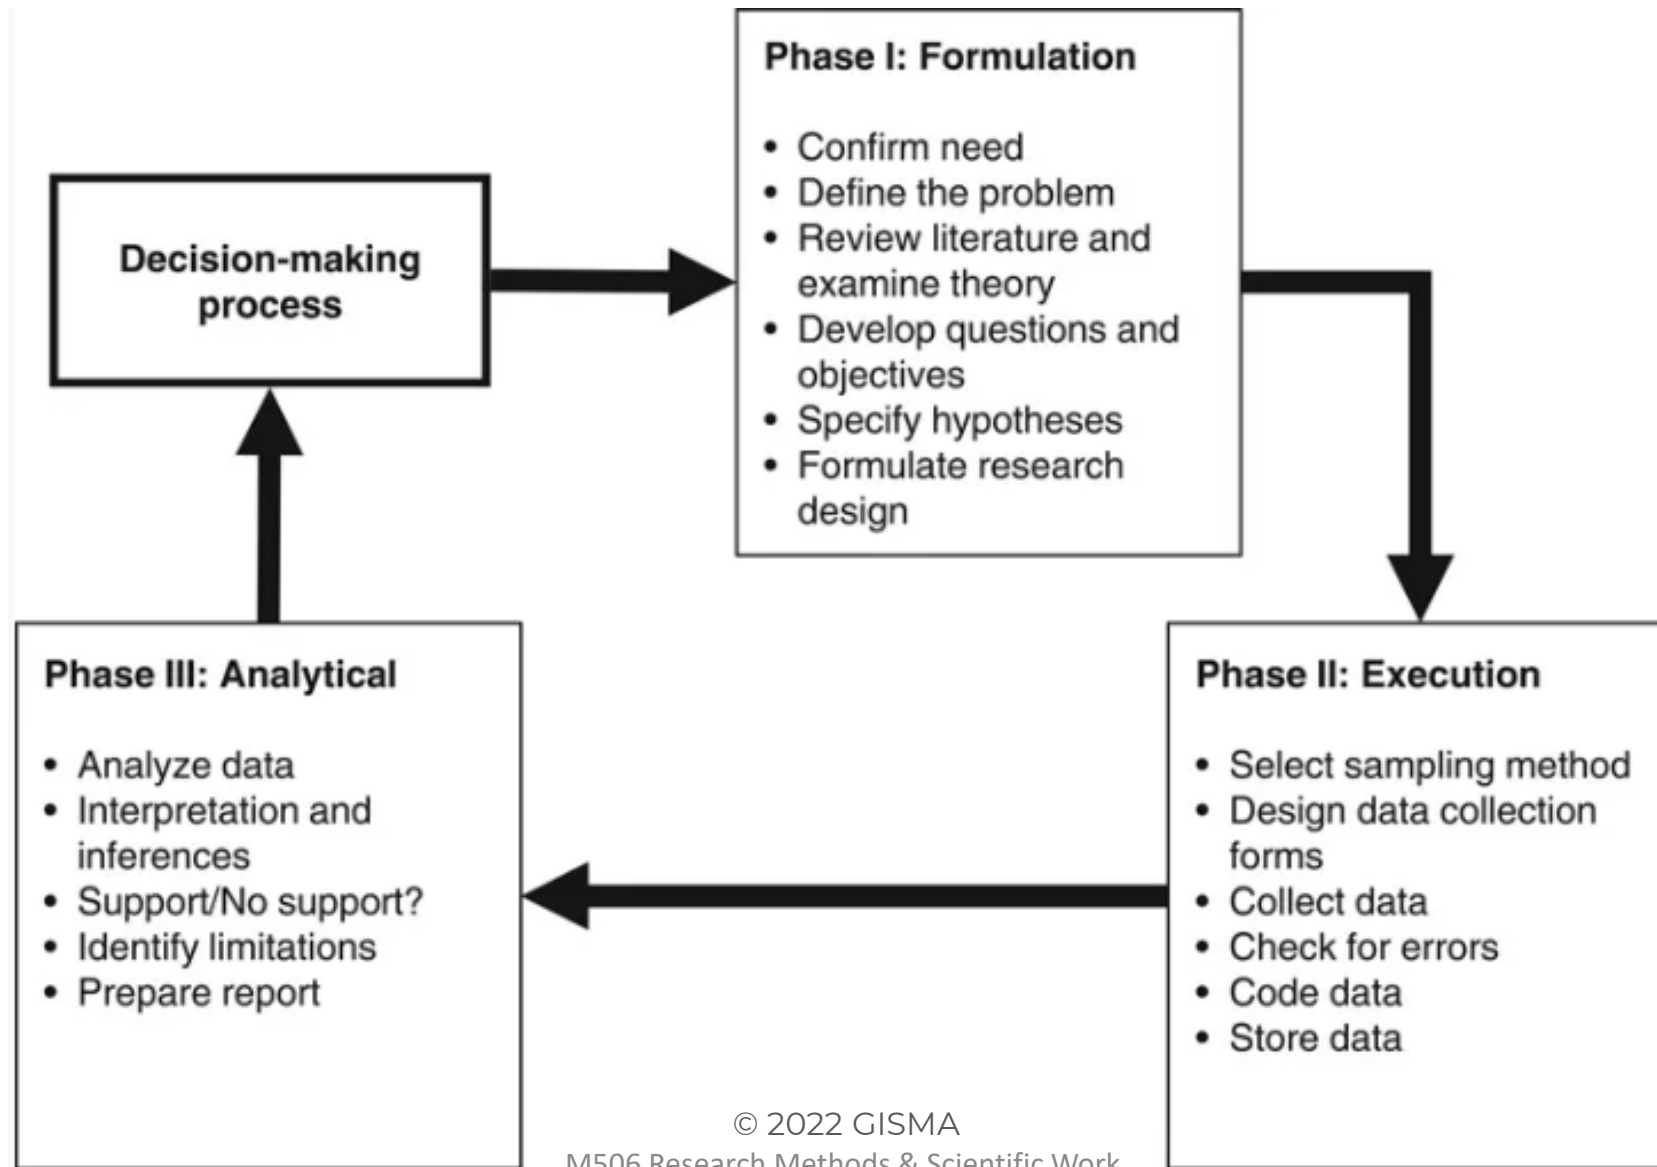 Phase I: Formulation
• Confirm need
• Define the problem
• Review literature and
examine theory
• Develop questions and
objectives
• Specify hypotheses
• Formulate research
design
Decision-making
process
Phase II: Execution
• Select sampling method
• Design data collection
forms
• Collect data
• Check for errors
• Code data
• Store data
Phase III: Analytical
• Analyze data
• Interpretation and
inferences
• Support/No support?
• Identify limitations
• Prepare report
© 2022 GISMA
M506 Research Methods & Scientific Work